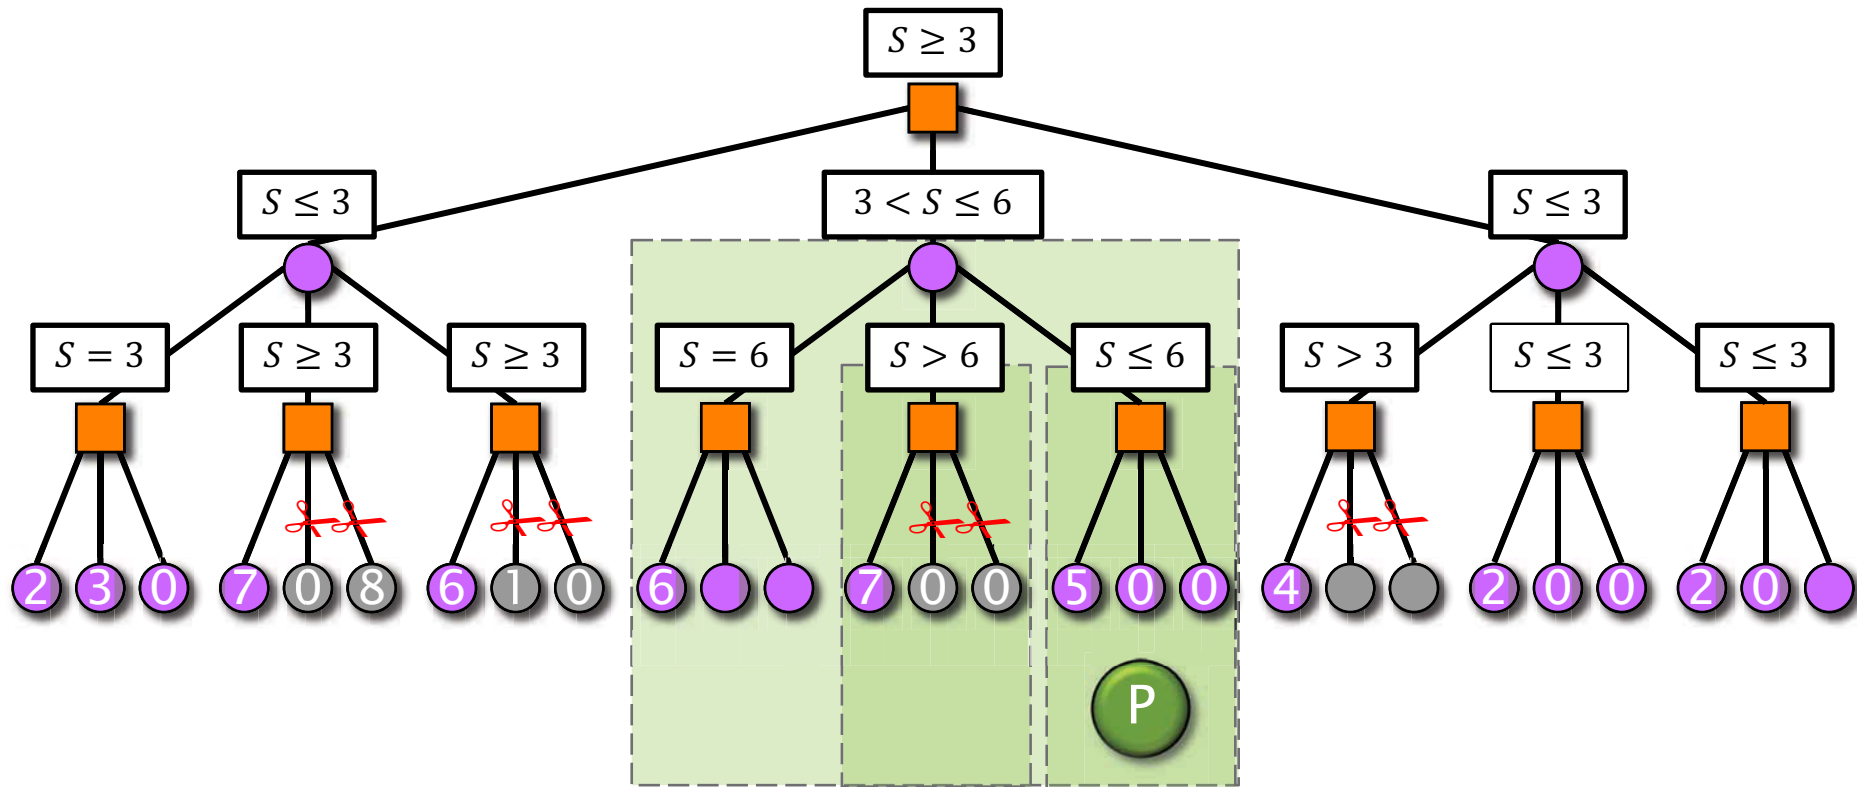 S ≥ 3
S ≤ 3
3 < S ≤ 6
S ≤ 3
S = 3
S ≥ 3
S ≥ 3
S = 6
S > 6
S ≤ 6
S > 3
S ≤ 3
S ≤ 3
2 3 0
7 0 8
6 1 0
6
7 0 0
5 0 0
4
2 0 0
2 0
P